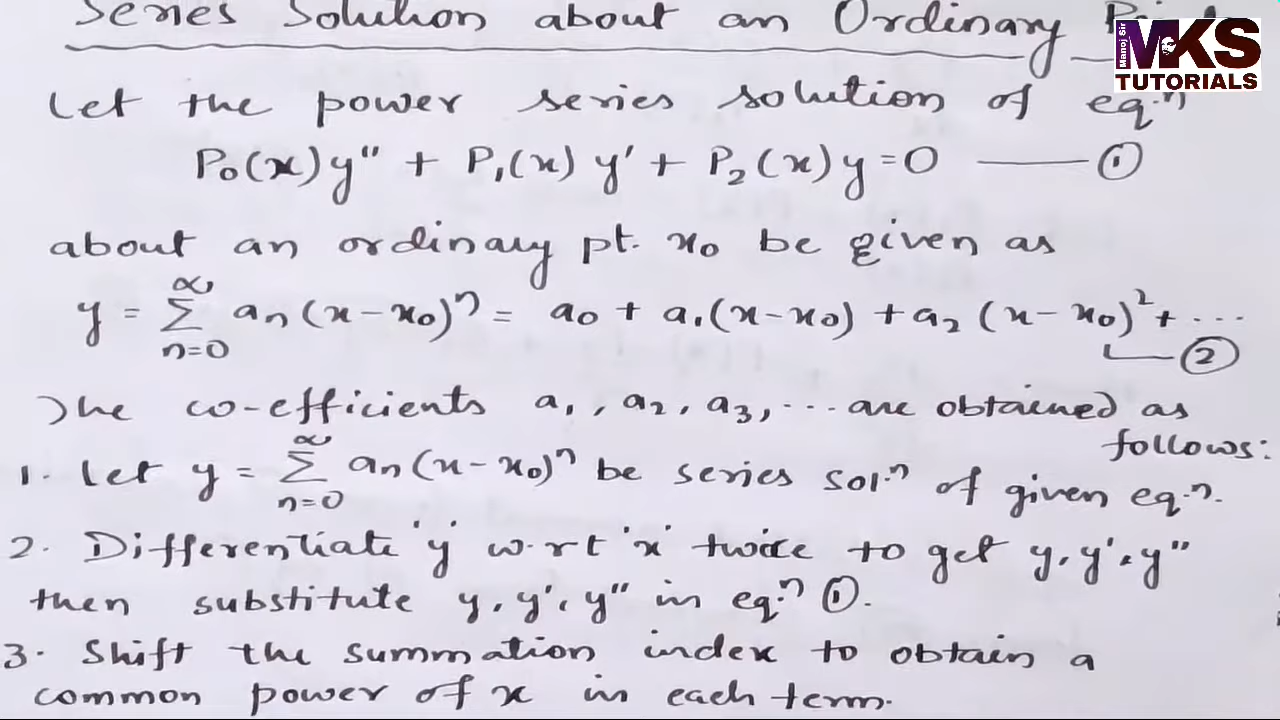 Series Solution about an Ordinary
Manoj Sir
MKS
TUTORIALS
Let the power series solution of eq.ⁿ
P₀(x)y" + P₁(x) y' + P₂(x)y = 0 —— ①
about an ordinary pt. x₀ be given as
y = ∞ Σ n=0 aₙ(x-x₀)ⁿ = a₀ + a₁(x-x₀) + a₂ (x-x₀)² + ... —— ②
The co-efficients a₁, a₂, a₃, ... are obtained as
follows:
1. Let y = ∞ Σ n=0 aₙ(x-x₀)ⁿ be series sol.ⁿ of given eq.ⁿ.
2. Differentiate 'y' w.r.t 'x' twice to get y, y', y"
then substitute y, y', y" in eq.ⁿ ①.
3. Shift the summation index to obtain a
common power of x in each term.